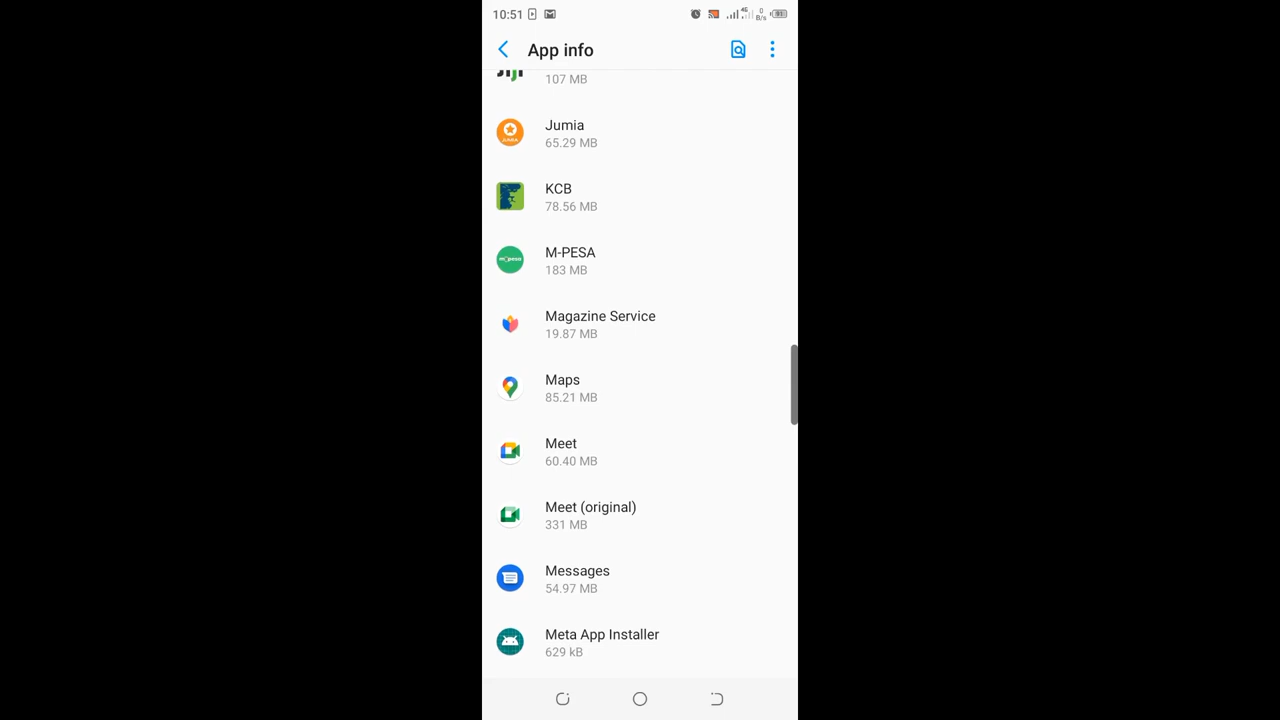 10:51
4G
0
B/s
App info
107 MB
Jumia
65.29 MB
KCB
78.56 MB
M-PESA
183 MB
Magazine Service
19.87 MB
Maps
85.21 MB
Meet
60.40 MB
Meet (original)
331 MB
Messages
54.97 MB
Meta App Installer
629 kB